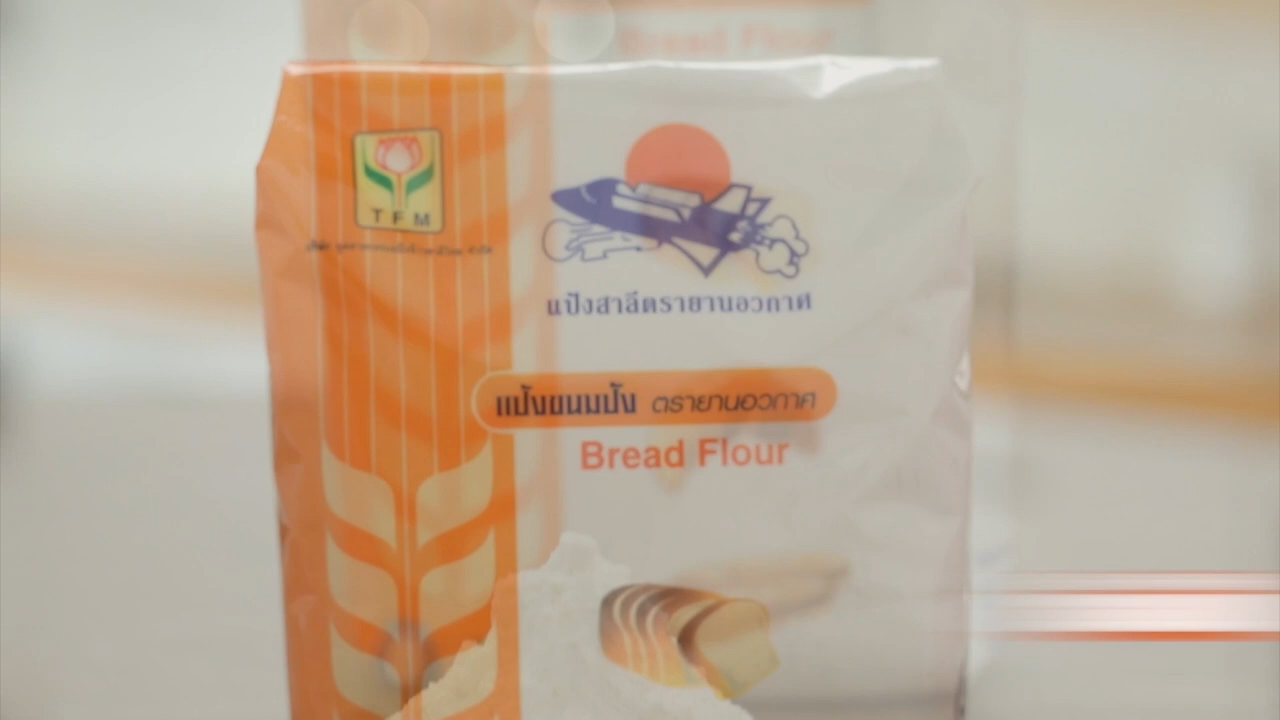 Bread Flour
TFM
แป้งสาลีตรายานอวกาศ
แป้งขนมปัง ตรายานอวกาศ
Bread Flour